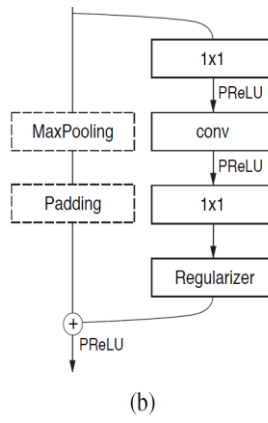 1x1
PReLU
MaxPooling
conv
PReLU
Padding
1x1
Regularizer
+
PReLU
(b)